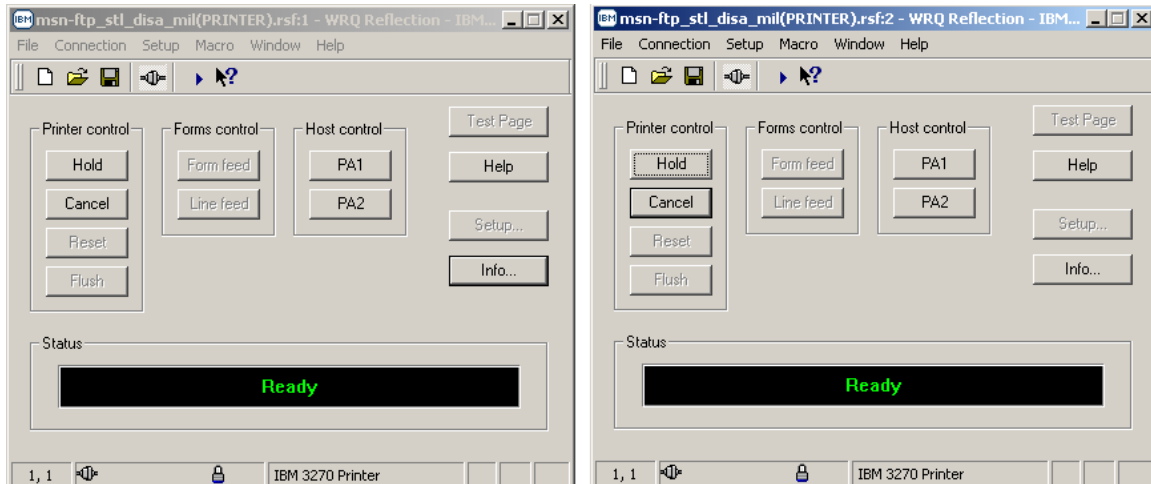 IBM msn-ftp_stl_disa_mil(PRINTER).rsf:1 - WRQ Reflection - IBM...
File Connection Setup Macro Window Help
Printer control Forms control Host control Test Page
Hold Form feed PA1 Help
Cancel Line feed PA2
Reset Setup...
Flush Info...
Status
Ready
1, 1 IBM 3270 Printer
IBM msn-ftp_stl_disa_mil(PRINTER).rsf:2 - WRQ Reflection - IBM...
File Connection Setup Macro Window Help
Printer control Forms control Host control Test Page
Hold Form feed PA1 Help
Cancel Line feed PA2
Reset Setup...
Flush Info...
Status
Ready
1, 1 IBM 3270 Printer